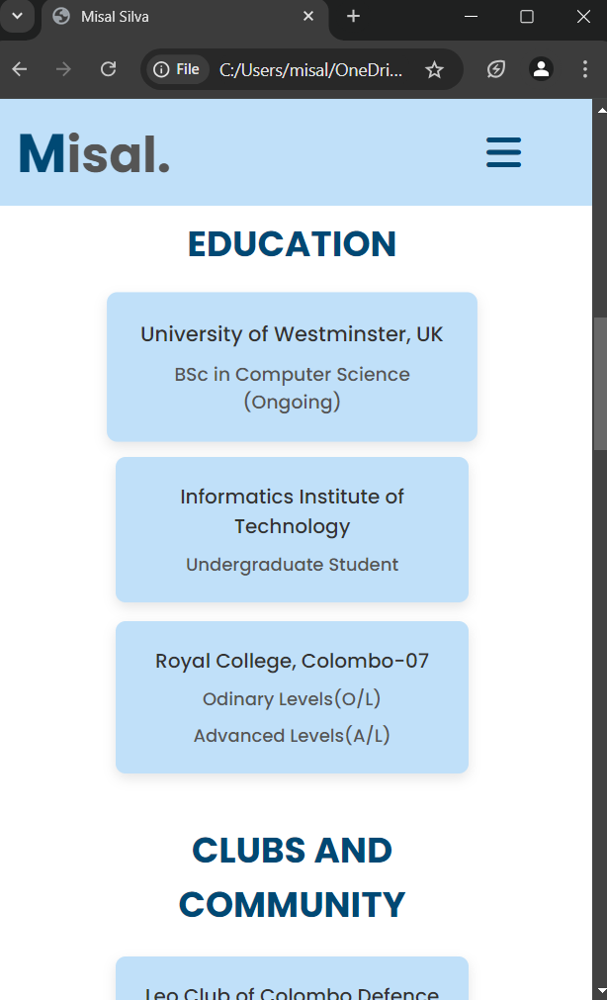 Misal Silva
File
C:/Users/misal/OneDri...
Misal.
EDUCATION
University of Westminster, UK
BSc in Computer Science
(Ongoing)
Informatics Institute of
Technology
Undergraduate Student
Royal College, Colombo-07
Odinary Levels(O/L)
Advanced Levels(A/L)
CLUBS AND
COMMUNITY
Leo Club of Colombo Defence